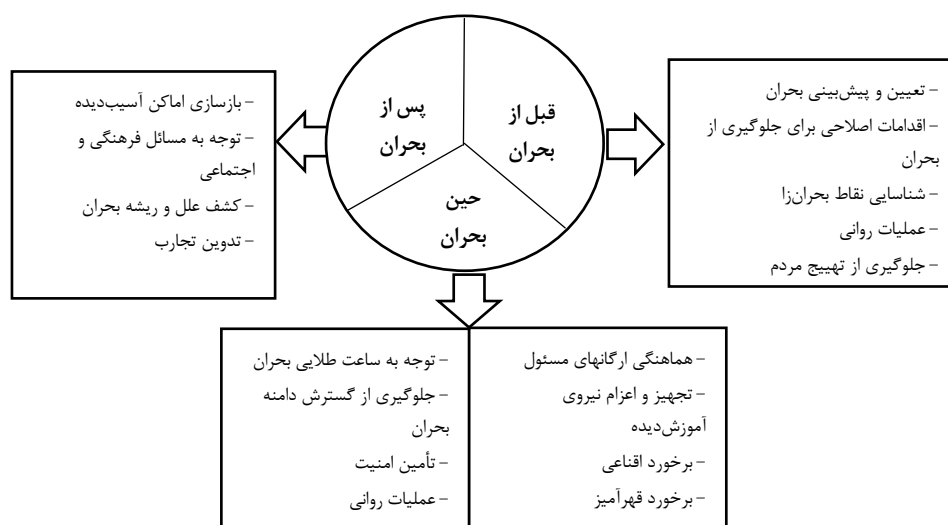 قبل از
بحران
پس از
بحران
حین
بحران
– تعیین و پیش‌بینی بحران
– اقدامات اصلاحی برای جلوگیری از
بحران
– شناسایی نقاط بحران‌زا
– عملیات روانی
– جلوگیری از تهییج مردم
– بازسازی اماکن آسیب‌دیده
– توجه به مسائل فرهنگی و
اجتماعی
– کشف علل و ریشه بحران
– تدوین تجارب
– هماهنگی ارگانهای مسئول
– تجهیز و اعزام نیروی
آموزش‌دیده
– برخورد اقناعی
– برخورد قهرآمیز
– توجه به ساعت طلایی بحران
– جلوگیری از گسترش دامنه
بحران
– تأمین امنیت
– عملیات روانی